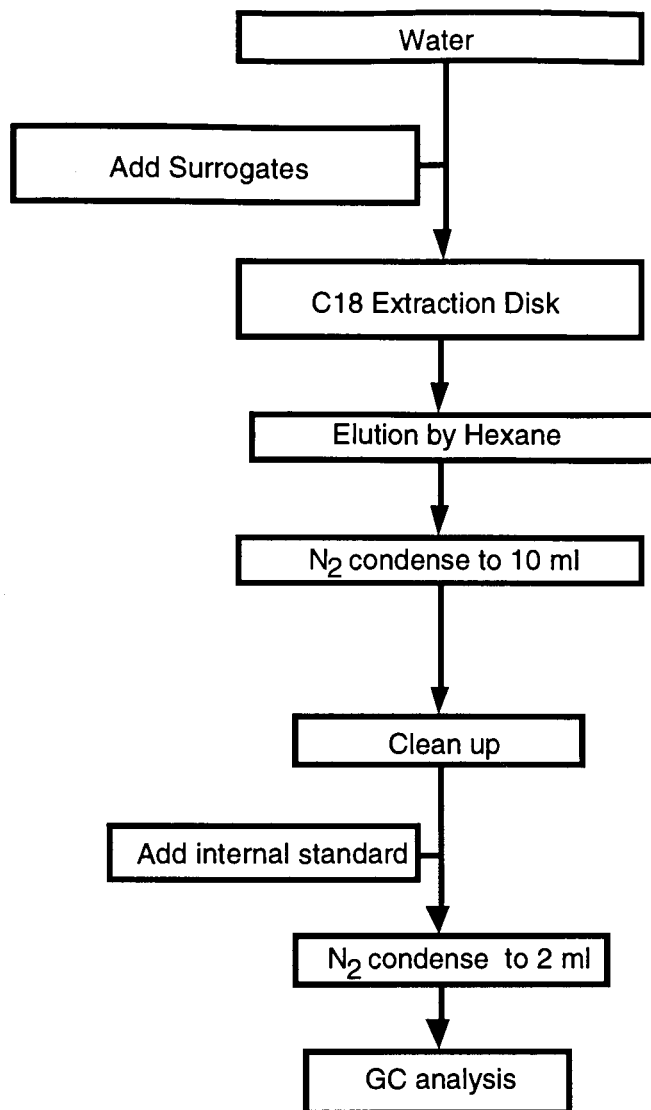 Water
Add Surrogates
C18 Extraction Disk
Elution by Hexane
N2 condense to 10 ml
Clean up
Add internal standard
N2 condense to 2 ml
GC analysis